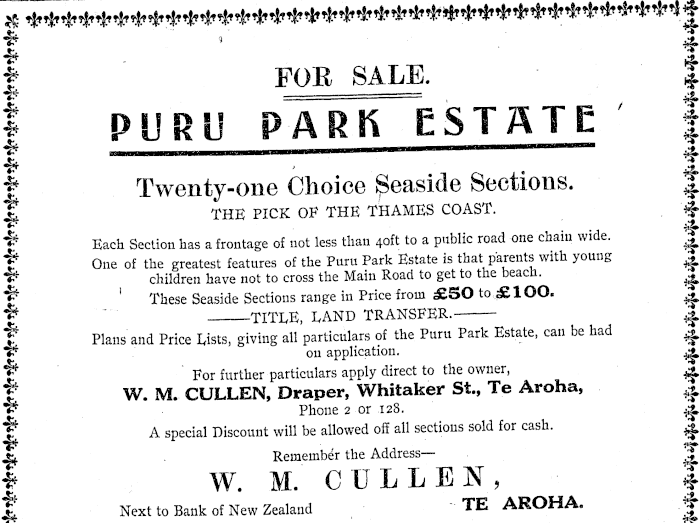 FOR SALE.
PURU PARK ESTATE
Twenty-one Choice Seaside Sections.
THE PICK OF THE THAMES COAST.
Each Section has a frontage of not less than 40ft to a public road one chain wide.
One of the greatest features of the Puru Park Estate is that parents with young
children have not to cross the Main Road to get to the beach.
These Seaside Sections range in Price from £50 to £100.
——TITLE, LAND TRANSFER.——
Plans and Price Lists, giving all particulars of the Puru Park Estate, can be had
on application.
For further particulars apply direct to the owner,
W. M. CULLEN, Draper, Whitaker St., Te Aroha,
Phone 2 or 128.
A special Discount will be allowed off all sections sold for cash.
Remember the Address—
W. M. CULLEN,
Next to Bank of New Zealand TE AROHA.